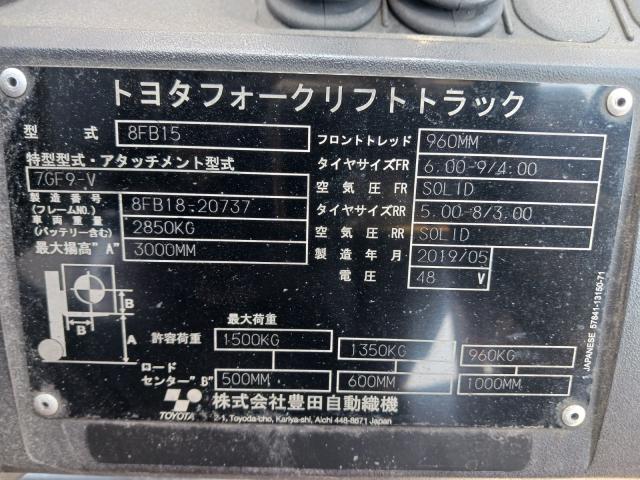 トヨタフォークリフトトラック
型式 8FB15
特型型式・アタッチメント型式
7GF9-V
製造番号
(フレームNO.) 8FB18-20737
車両重量
(バッテリー含む) 2850KG
最大揚高"A" 3000MM
フロントトレッド 960MM
タイヤサイズFR 6.00-9/4.00
空気圧FR SOLID
タイヤサイズRR 5.00-8/3.00
空気圧RR SOLID
製造年月 2019/05
電圧 48 V
B
B
A
最大荷重
許容荷重 1500KG 1350KG 960KG
ロード
センター"B" 500MM 600MM 1000MM
TOYOTA 株式会社豊田自動織機
2-1, Toyoda-cho, Kariya-shi, Aichi 448-8671 Japan
JAPANESE 57841-13150-71